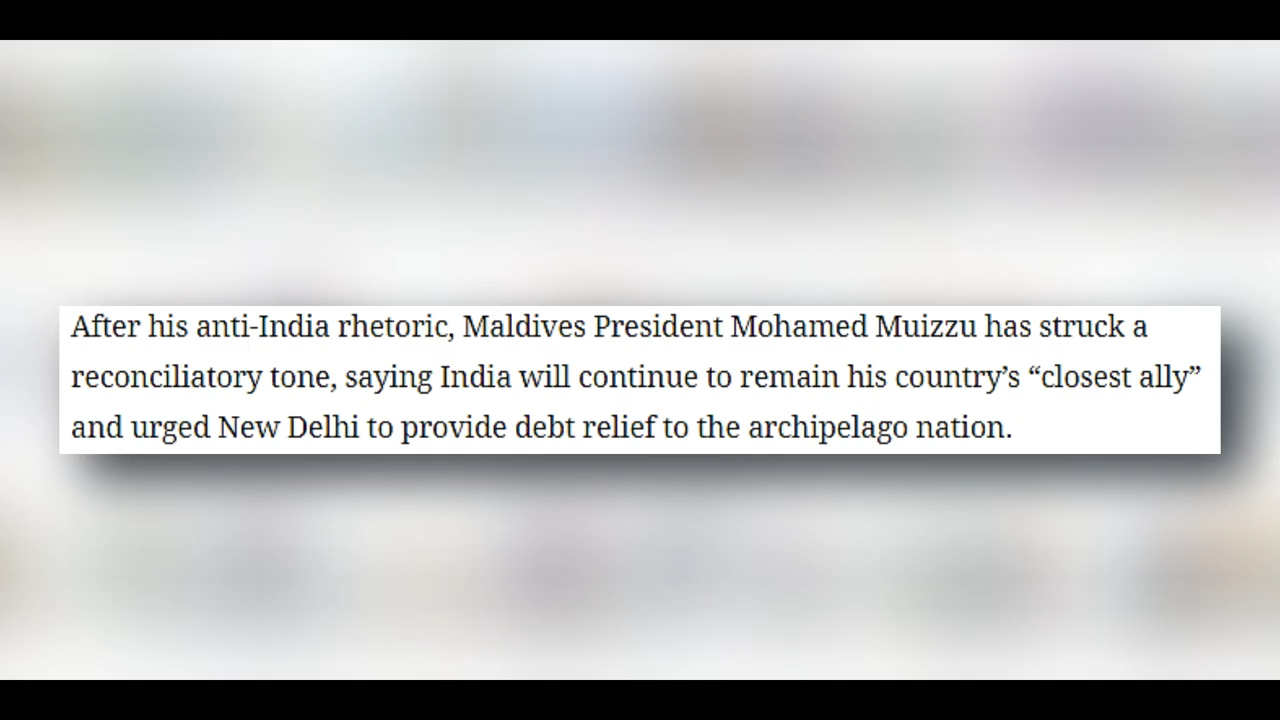 After his anti-India rhetoric, Maldives President Mohamed Muizzu has struck a
reconciliatory tone, saying India will continue to remain his country’s “closest ally”
and urged New Delhi to provide debt relief to the archipelago nation.